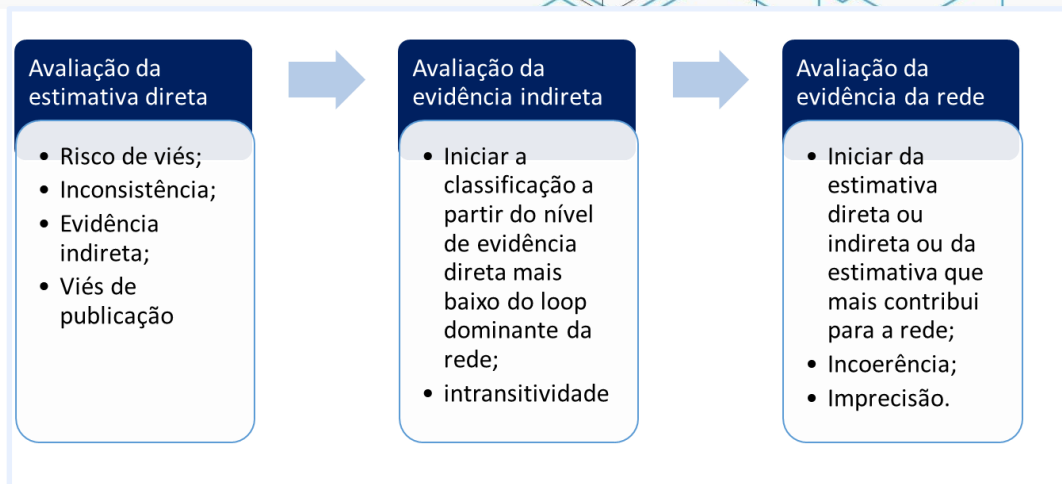 Avaliação da
estimativa direta
• Risco de viés;
• Inconsistência;
• Evidência
indireta;
• Viés de
publicação
Avaliação da
evidência indireta
• Iniciar a
classificação a
partir do nível
de evidência
direta mais
baixo do loop
dominante da
rede;
• intransitividade
Avaliação da
evidência da rede
• Iniciar da
estimativa
direta ou
indireta ou da
estimativa que
mais contribui
para a rede;
• Incoerência;
• Imprecisão.